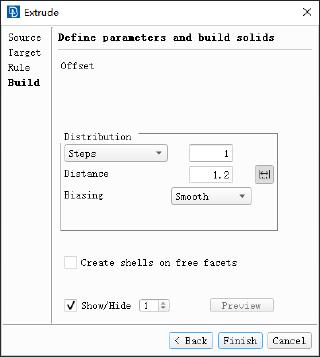 Extrude
Source
Target
Rule
Build
Define parameters and build solids
Offset
Distribution
Steps 1
Distance 1.2
Biasing Smooth
Create shells on free facets
Show/Hide 1 Preview
< Back Finish Cancel